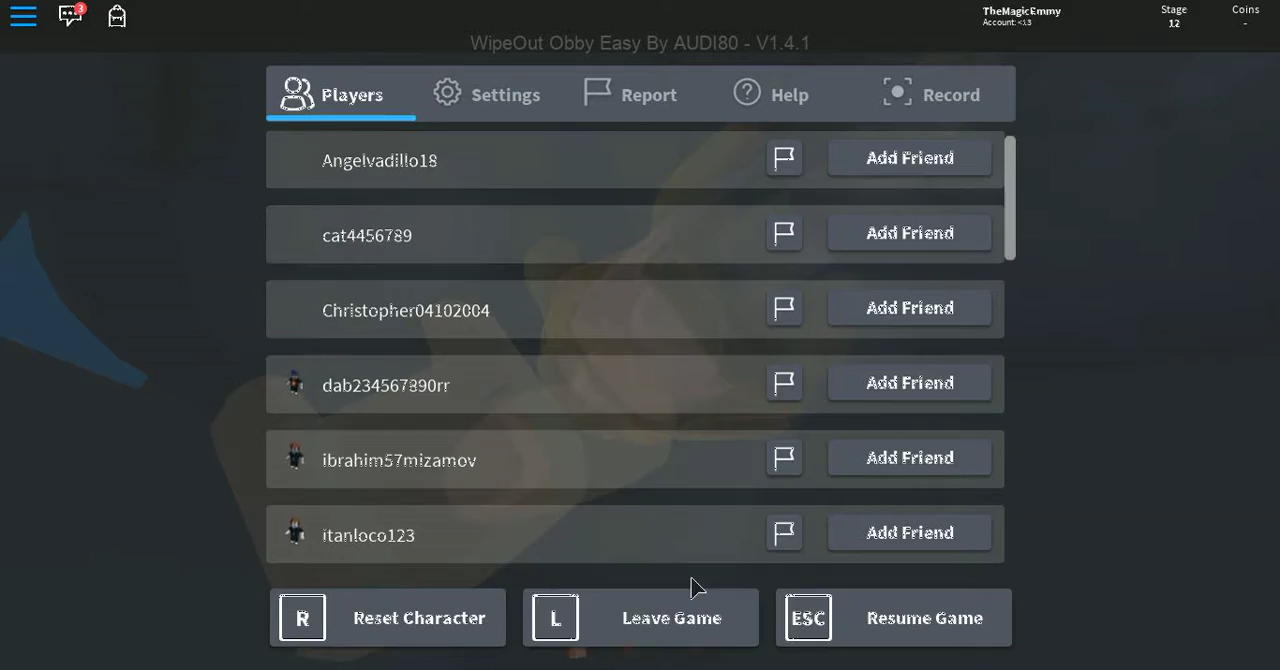 3
TheMagicEmmy
Account: <13
Stage
12
Coins
-
WipeOut Obby Easy By AUDI80 - V1.4.1
Players
Settings
Report
Help
Record
Angelvadillo18
Add Friend
cat4456789
Add Friend
Christopher04102004
Add Friend
dab234567890rr
Add Friend
ibrahim57mizamov
Add Friend
itanloco123
Add Friend
R Reset Character
L Leave Game
ESC Resume Game